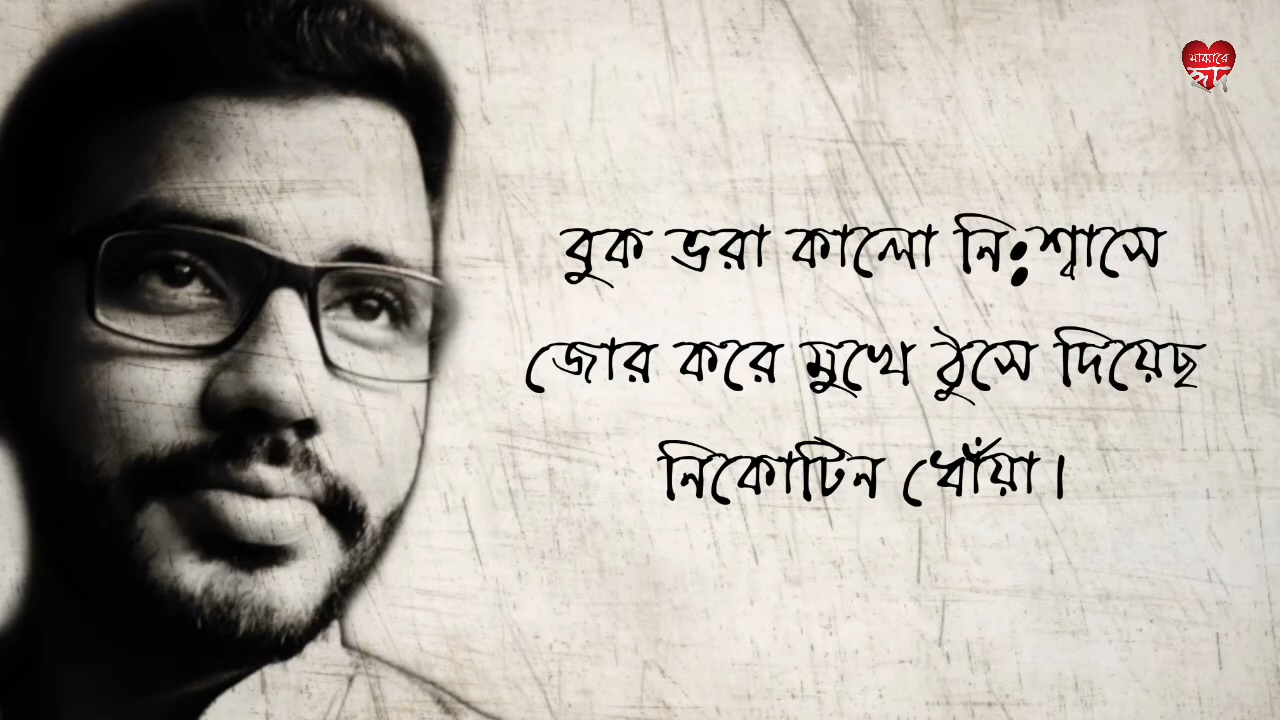 মাঝারে
হৃদ
বুক ভরা কালো নি:শ্বাসে
জোর করে মুখে ঠুসে দিয়েছ
নিকোটিন ধোঁয়া।